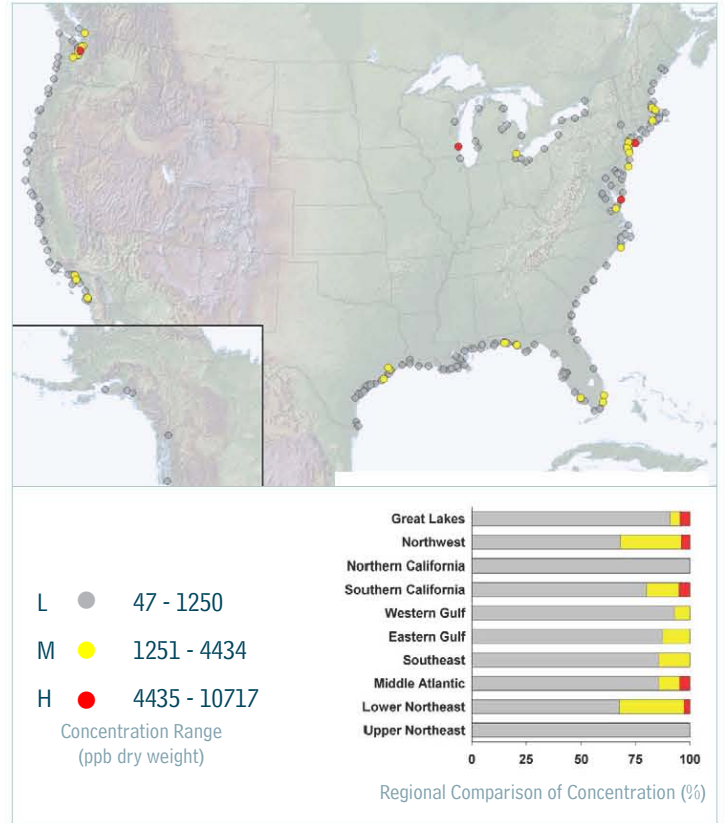 L 47 - 1250
M 1251 - 4434
H 4435 - 10717
Concentration Range
(ppb dry weight)
Great Lakes
Northwest
Northern California
Southern California
Western Gulf
Eastern Gulf
Southeast
Middle Atlantic
Lower Northeast
Upper Northeast
0 25 50 75 100
Regional Comparison of Concentration (%)